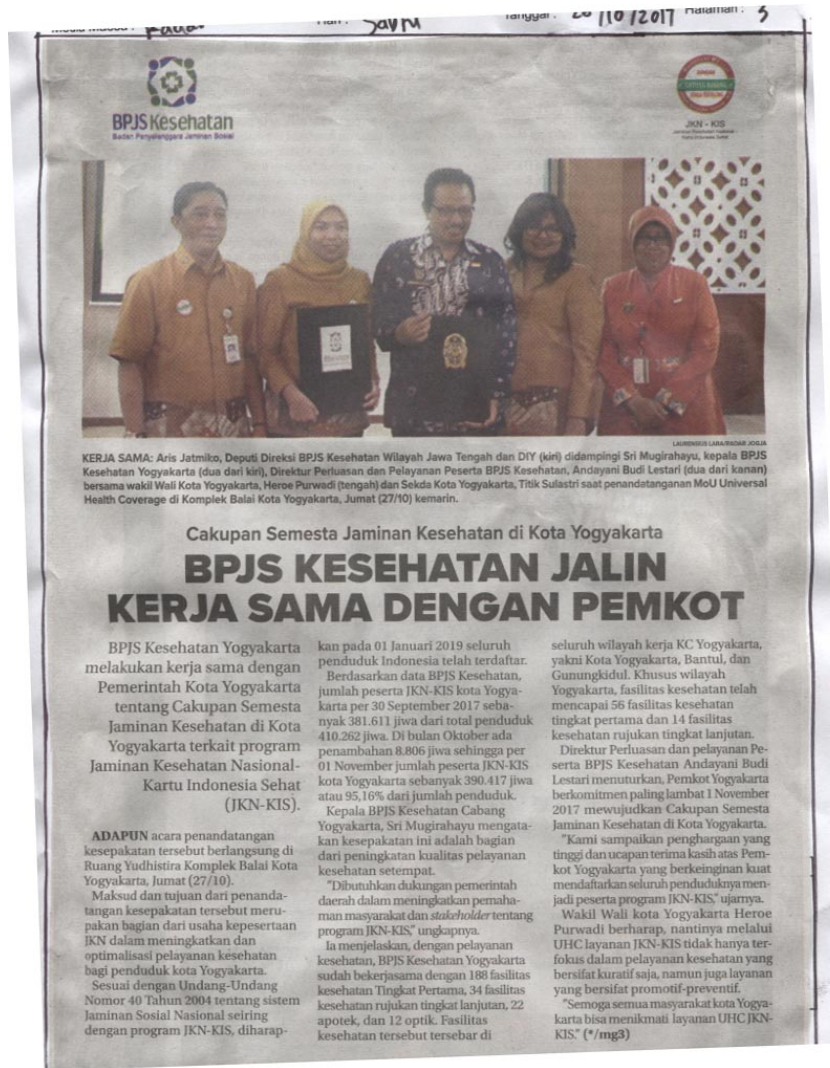 Tanggal: 28/10/2017 Halaman: 3
BPJS Kesehatan
Badan Penyelenggara Jaminan Sosial
JKN - KIS
LAURENSIUS LARA/RADAR JOGJA
KERJA SAMA: Aris Jatmiko, Deputi Direksi BPJS Kesehatan Wilayah Jawa Tengah dan DIY (kiri) didampingi Sri Mugirahayu, kepala BPJS
Kesehatan Yogyakarta (dua dari kiri), Direktur Perluasan dan Pelayanan Peserta BPJS Kesehatan, Andayani Budi Lestari (dua dari kanan)
bersama wakil Wali Kota Yogyakarta, Heroe Purwadi (tengah) dan Sekda Kota Yogyakarta, Titik Sulastri saat penandatanganan MoU Universal
Health Coverage di Komplek Balai Kota Yogyakarta, Jumat (27/10) kemarin.
Cakupan Semesta Jaminan Kesehatan di Kota Yogyakarta
BPJS KESEHATAN JALIN
KERJA SAMA DENGAN PEMKOT
BPJS Kesehatan Yogyakarta
melakukan kerja sama dengan
Pemerintah Kota Yogyakarta
tentang Cakupan Semesta
Jaminan Kesehatan di Kota
Yogyakarta terkait program
Jaminan Kesehatan Nasional-
Kartu Indonesia Sehat
(JKN-KIS).
ADAPUN acara penandatangan
kesepakatan tersebut berlangsung di
Ruang Yudhistira Komplek Balai Kota
Yogyakarta, Jumat (27/10).
Maksud dan tujuan dari penanda-
tangan kesepakatan tersebut meru-
pakan bagian dari usaha kepesertaan
JKN dalam meningkatkan dan
optimalisasi pelayanan kesehatan
bagi penduduk kota Yogyakarta.
Sesuai dengan Undang-Undang
Nomor 40 Tahun 2004 tentang sistem
Jaminan Sosial Nasional seiring
dengan program JKN-KIS, diharap-
kan pada 01 Januari 2019 seluruh
penduduk Indonesia telah terdaftar.
Berdasarkan data BPJS Kesehatan,
jumlah peserta JKN-KIS kota Yogya-
karta per 30 September 2017 seba-
nyak 381.611 jiwa dari total penduduk
410.262 jiwa. Di bulan Oktober ada
penambahan 8.806 jiwa sehingga per
01 November jumlah peserta JKN-KIS
kota Yogyakarta sebanyak 390.417 jiwa
atau 95,16% dari jumlah penduduk.
Kepala BPJS Kesehatan Cabang
Yogyakarta, Sri Mugirahayu mengata-
kan kesepakatan ini adalah bagian
dari peningkatan kualitas pelayanan
kesehatan setempat.
"Dibutuhkan dukungan pemerintah
daerah dalam meningkatkan pemaha-
man masyarakat dan stakeholder tentang
program JKN-KIS," ungkapnya.
Ia menjelaskan, dengan pelayanan
kesehatan, BPJS Kesehatan Yogyakarta
sudah bekerjasama dengan 188 fasilitas
kesehatan Tingkat Pertama, 34 fasilitas
kesehatan rujukan tingkat lanjutan, 22
apotek, dan 12 optik. Fasilitas
kesehatan tersebut tersebar di
seluruh wilayah kerja KC Yogyakarta,
yakni Kota Yogyakarta, Bantul, dan
Gunungkidul. Khusus wilayah
Yogyakarta, fasilitas kesehatan telah
mencapai 56 fasilitas kesehatan
tingkat pertama dan 14 fasilitas
kesehatan rujukan tingkat lanjutan.
Direktur Perluasan dan pelayanan Pe-
serta BPJS Kesehatan Andayani Budi
Lestari menuturkan, Pemkot Yogyakarta
berkomitmen paling lambat 1 November
2017 mewujudkan Cakupan Semesta
Jaminan Kesehatan di Kota Yogyakarta.
"Kami sampaikan penghargaan yang
tinggi dan ucapan terima kasih atas Pem-
kot Yogyakarta yang berkeinginan kuat
mendaftarkan seluruh penduduknya men-
jadi peserta program JKN-KIS," ujarnya.
Wakil Wali kota Yogyakarta Heroe
Purwadi berharap, nantinya melalui
UHC layanan JKN-KIS tidak hanya ter-
fokus dalam pelayanan kesehatan yang
bersifat kuratif saja, namun juga layanan
yang bersifat promotif-preventif.
"Semoga semua masyarakat kota Yogya-
karta bisa menikmati layanan UHC JKN-
KIS." (*/mg3)